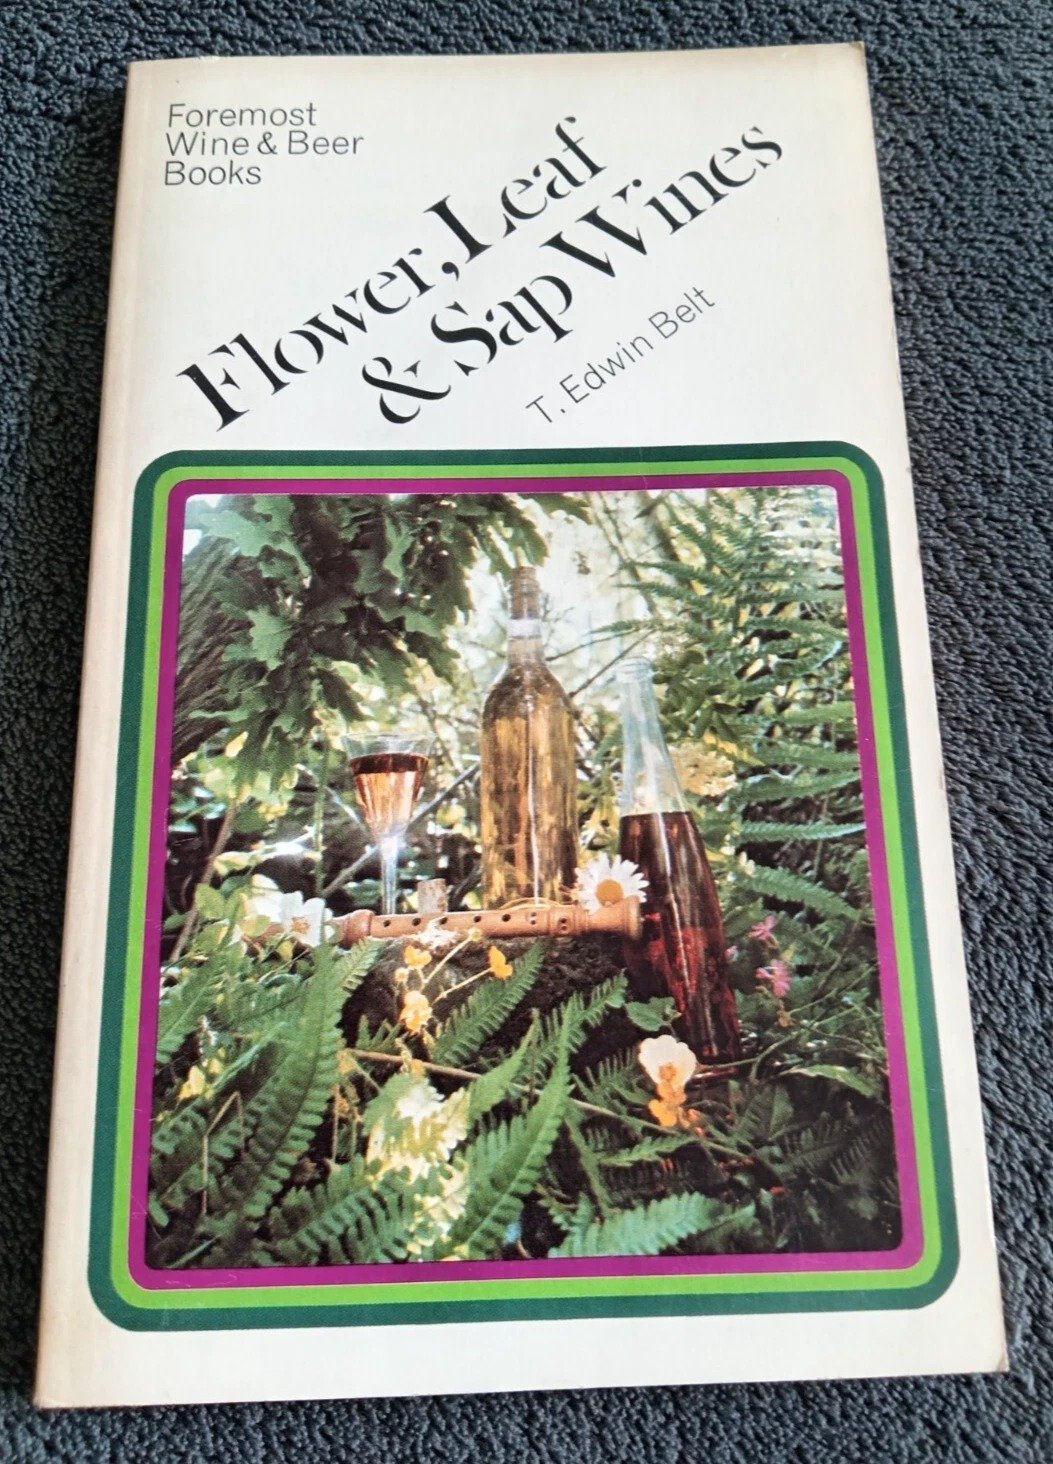 Foremost
Wine & Beer
Books
Flower, Leaf
& Sap Wines
T. Edwin Belt